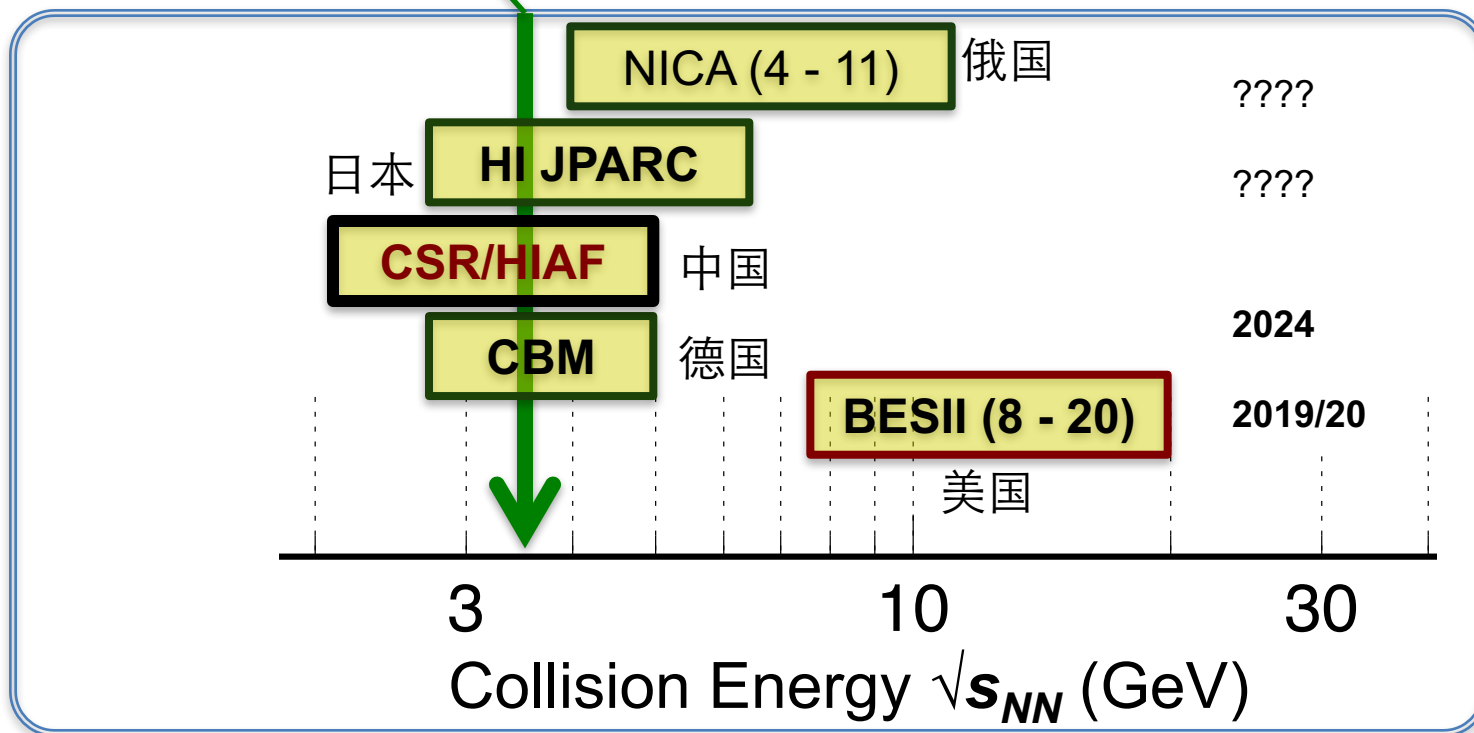 NICA (4 - 11) 俄国
????
日本 HI JPARC
????
CSR/HIAF 中国
2024
CBM 德国
BESII (8 - 20)
2019/20
美国
3 10 30
Collision Energy √sNN (GeV)